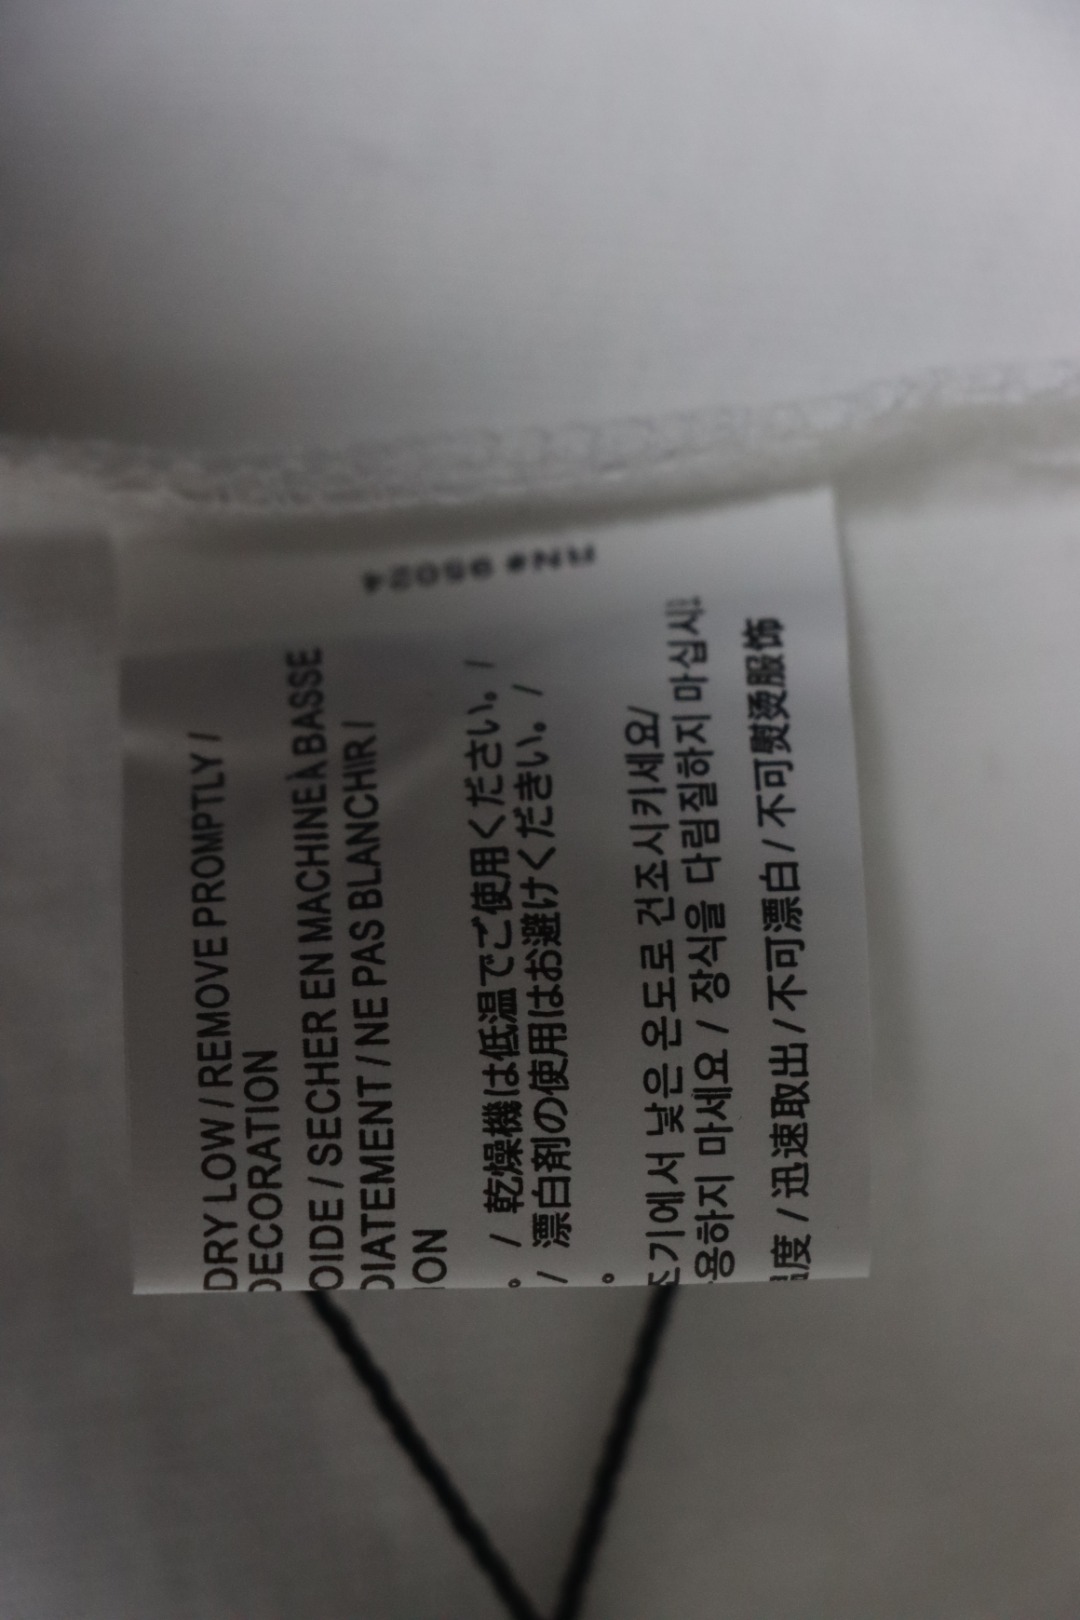 DRY LOW / REMOVE PROMPTLY /
DECORATION
OIDE / SECHER EN MACHINE À BASSE
DIATEMENT / NE PAS BLANCHIR /
ION
。 / 乾燥機は低温でご使用ください。 /
/ 漂白剤の使用はお避けくだきい。 /
。
조기에서 낮은 온도로 건조시키세요/
용하지 마세요 / 장식을 다림질하지 마십시
温度 / 迅速取出 / 不可漂白 / 不可熨烫服饰
RN# 95024